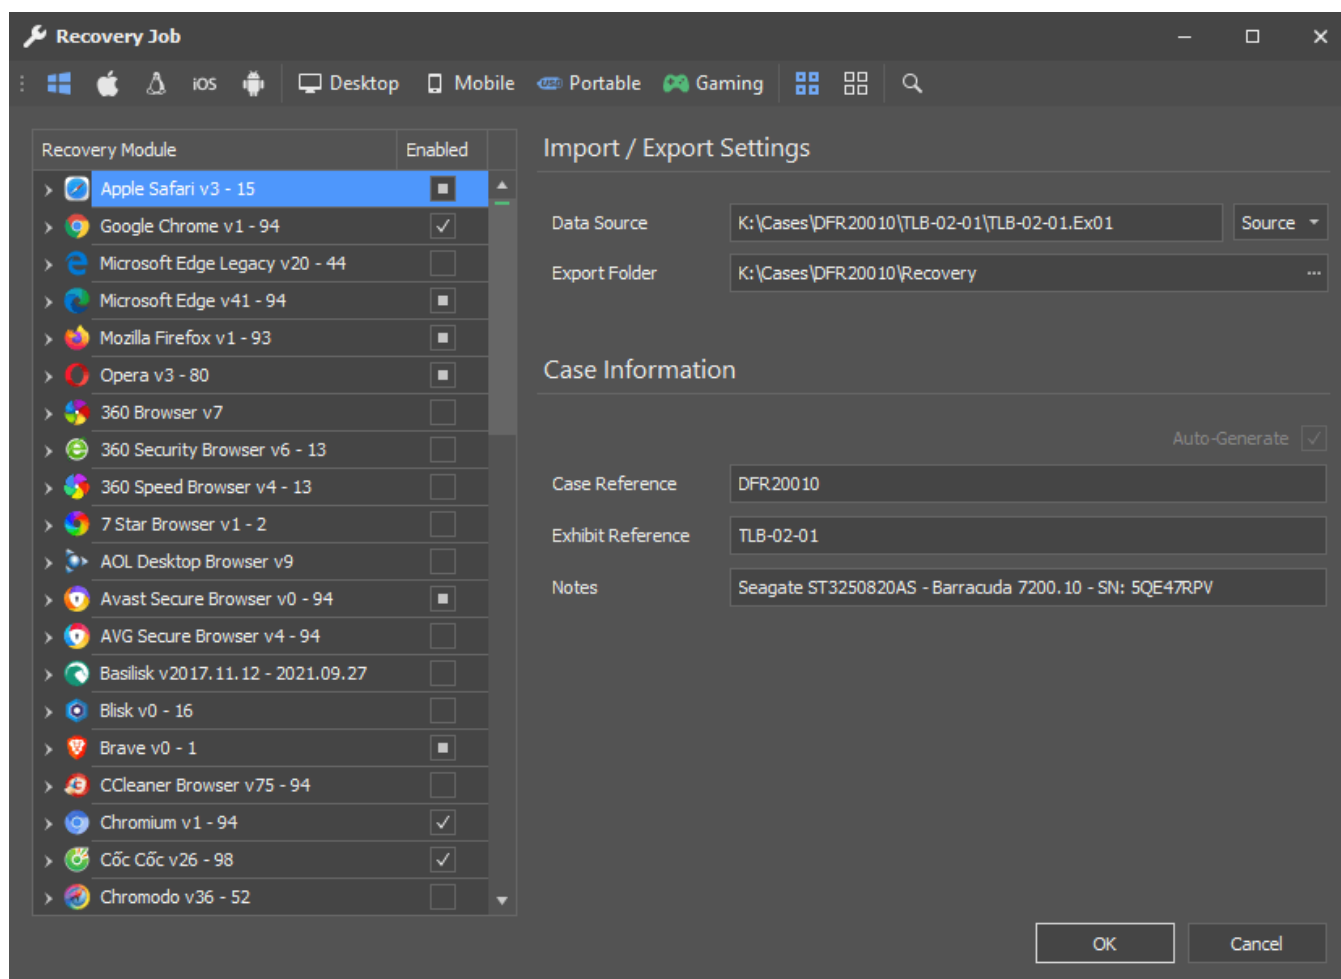 Recovery Job
iOS
Desktop
Mobile
USB
Portable
Gaming
Recovery Module
Enabled
Apple Safari v3 - 15
Google Chrome v1 - 94
Microsoft Edge Legacy v20 - 44
Microsoft Edge v41 - 94
Mozilla Firefox v1 - 93
Opera v3 - 80
360 Browser v7
360 Security Browser v6 - 13
360 Speed Browser v4 - 13
7 Star Browser v1 - 2
AOL Desktop Browser v9
Avast Secure Browser v0 - 94
AVG Secure Browser v4 - 94
Basilisk v2017.11.12 - 2021.09.27
Blisk v0 - 16
Brave v0 - 1
CCleaner Browser v75 - 94
Chromium v1 - 94
Cốc Cốc v26 - 98
Chromodo v36 - 52
Import / Export Settings
Data Source
K:\Cases\DFR20010\TLB-02-01\TLB-02-01.Ex01
Source
Export Folder
K:\Cases\DFR20010\Recovery
...
Case Information
Auto-Generate
Case Reference
DFR20010
Exhibit Reference
TLB-02-01
Notes
Seagate ST3250820AS - Barracuda 7200.10 - SN: 5QE47RPV
OK
Cancel